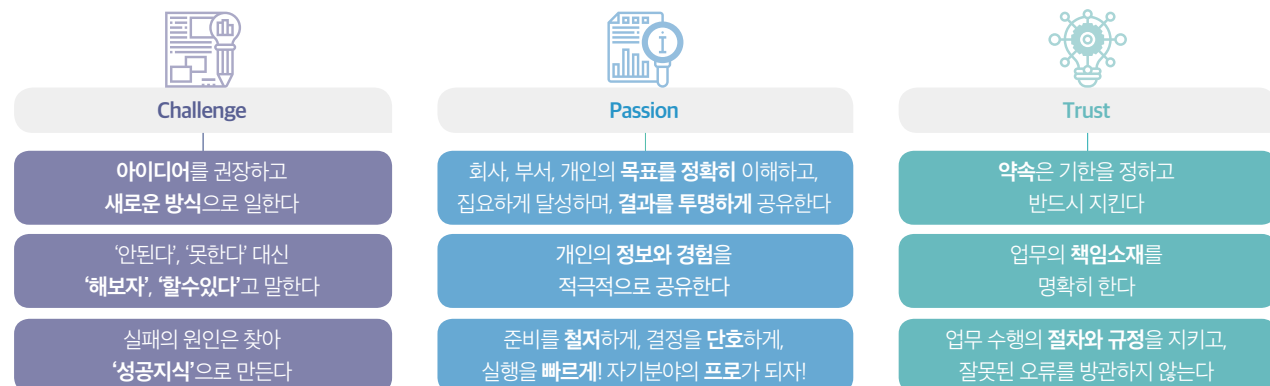 Challenge
아이디어를 권장하고
새로운 방식으로 일한다
‘안된다’, ‘못한다’ 대신
‘해보자’, ‘할수있다’고 말한다
실패의 원인은 찾아
‘성공지식’으로 만든다
Passion
회사, 부서, 개인의 목표를 정확히 이해하고,
집요하게 달성하며, 결과를 투명하게 공유한다
개인의 정보와 경험을
적극적으로 공유한다
준비를 철저하게, 결정을 단호하게,
실행을 빠르게! 자기분야의 프로가 되자!
Trust
약속은 기한을 정하고
반드시 지킨다
업무의 책임소재를
명확히 한다
업무 수행의 절차와 규정을 지키고,
잘못된 오류를 방관하지 않는다